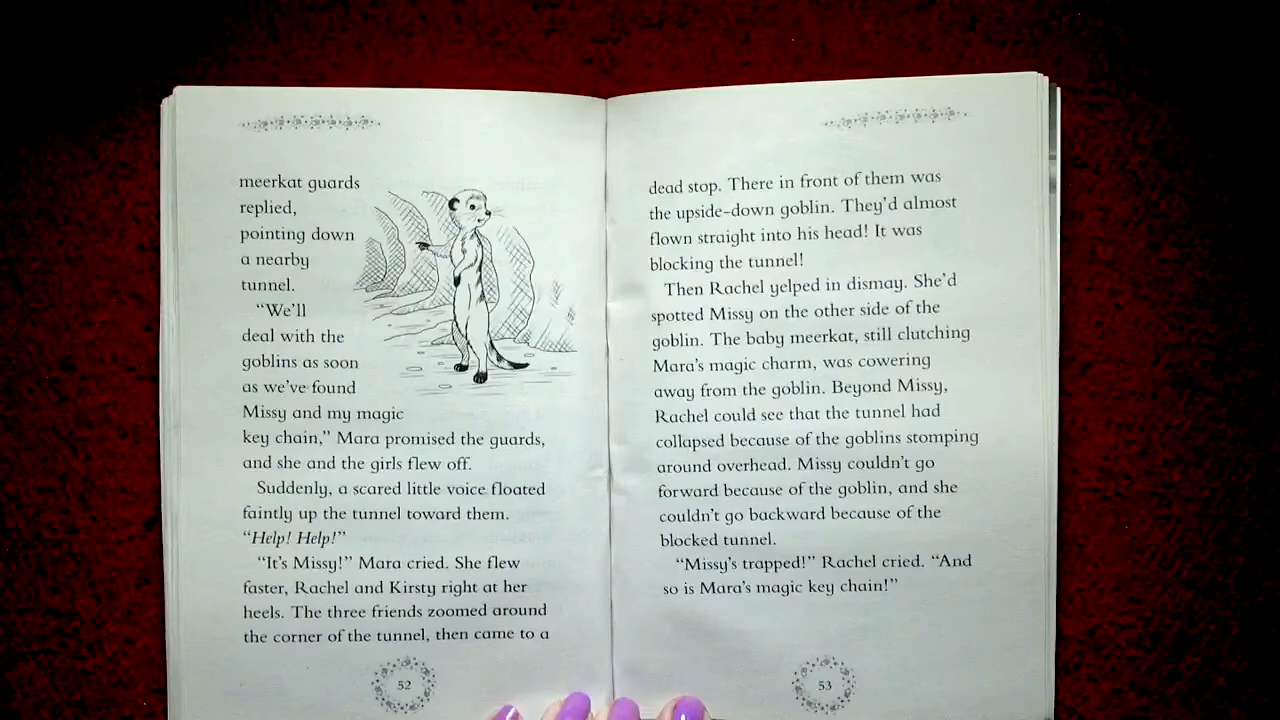 meerkat guards
replied,
pointing down
a nearby
tunnel.
“We’ll
deal with the
goblins as soon
as we’ve found
Missy and my magic
key chain,” Mara promised the guards,
and she and the girls flew off.
Suddenly, a scared little voice floated
faintly up the tunnel toward them.
“Help! Help!”
“It’s Missy!” Mara cried. She flew
faster, Rachel and Kirsty right at her
heels. The three friends zoomed around
the corner of the tunnel, then came to a
52
dead stop. There in front of them was
the upside-down goblin. They’d almost
flown straight into his head! It was
blocking the tunnel!
Then Rachel yelped in dismay. She’d
spotted Missy on the other side of the
goblin. The baby meerkat, still clutching
Mara’s magic charm, was cowering
away from the goblin. Beyond Missy,
Rachel could see that the tunnel had
collapsed because of the goblins stomping
around overhead. Missy couldn’t go
forward because of the goblin, and she
couldn’t go backward because of the
blocked tunnel.
“Missy’s trapped!” Rachel cried. “And
so is Mara’s magic key chain!”
53